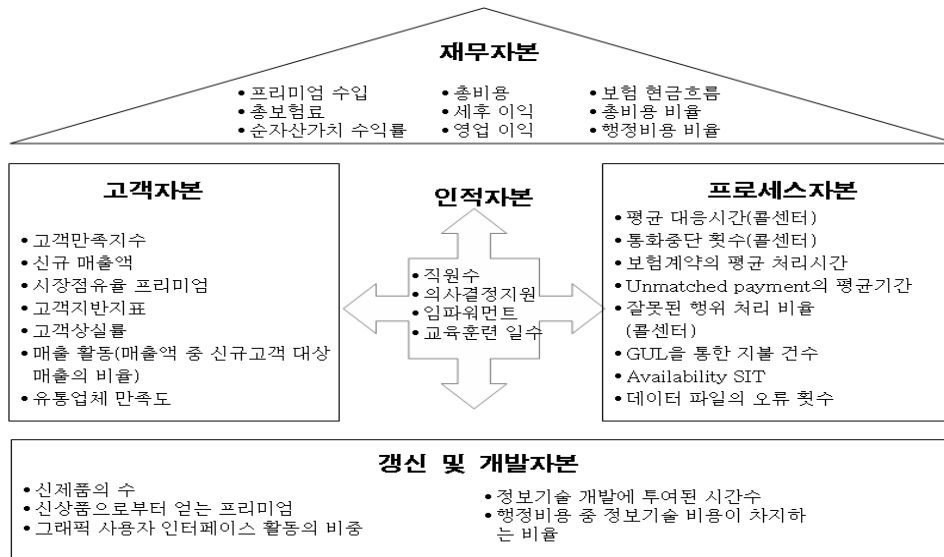 재무자본
• 프리미엄 수입
• 총보험료
• 순자산가치 수익률
• 총비용
• 세후 이익
• 영업 이익
• 보험 현금흐름
• 총비용 비율
• 행정비용 비율
고객자본
• 고객만족지수
• 신규 매출액
• 시장점유율 프리미엄
• 고객지반지표
• 고객상실률
• 매출 활동(매출액 중 신규고객 대상
매출의 비율)
• 유통업체 만족도
인적자본
• 직원수
• 의사결정지원
• 임파워먼트
• 교육훈련 일수
프로세스자본
• 평균 대응시간(콜센터)
• 통화중단 횟수(콜센터)
• 보험계약의 평균 처리시간
• Unmatched payment의 평균기간
• 잘못된 행위 처리 비율
(콜센터)
• GUL을 통한 지불 건수
• Availability SIT
• 데이터 파일의 오류 횟수
갱신 및 개발자본
• 신제품의 수
• 신상품으로부터 얻는 프리미엄
• 그래픽 사용자 인터페이스 활동의 비중
• 정보기술 개발에 투여된 시간수
• 행정비용 중 정보기술 비용이 차지하
는 비율